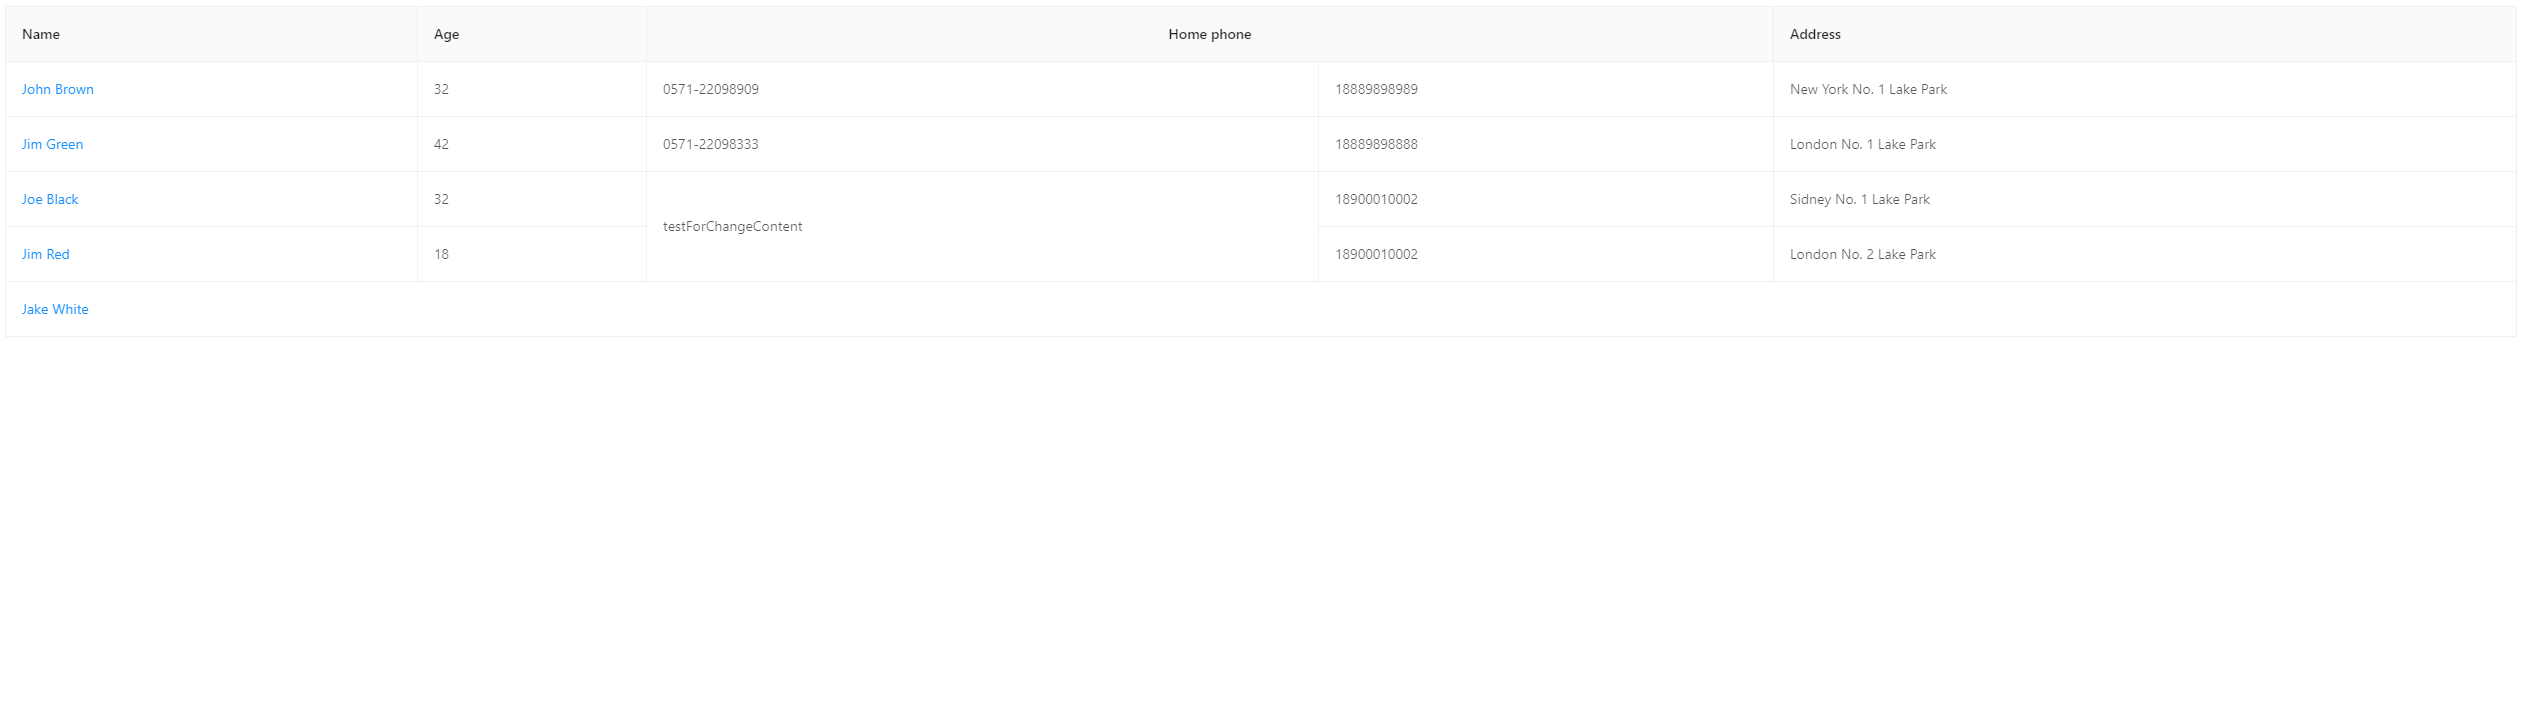 Name Age Home phone Address
John Brown 32 0571-22098909 18889898989 New York No. 1 Lake Park
Jim Green 42 0571-22098333 18889898888 London No. 1 Lake Park
Joe Black 32 18900010002 Sidney No. 1 Lake Park
testForChangeContent
Jim Red 18 18900010002 London No. 2 Lake Park
Jake White